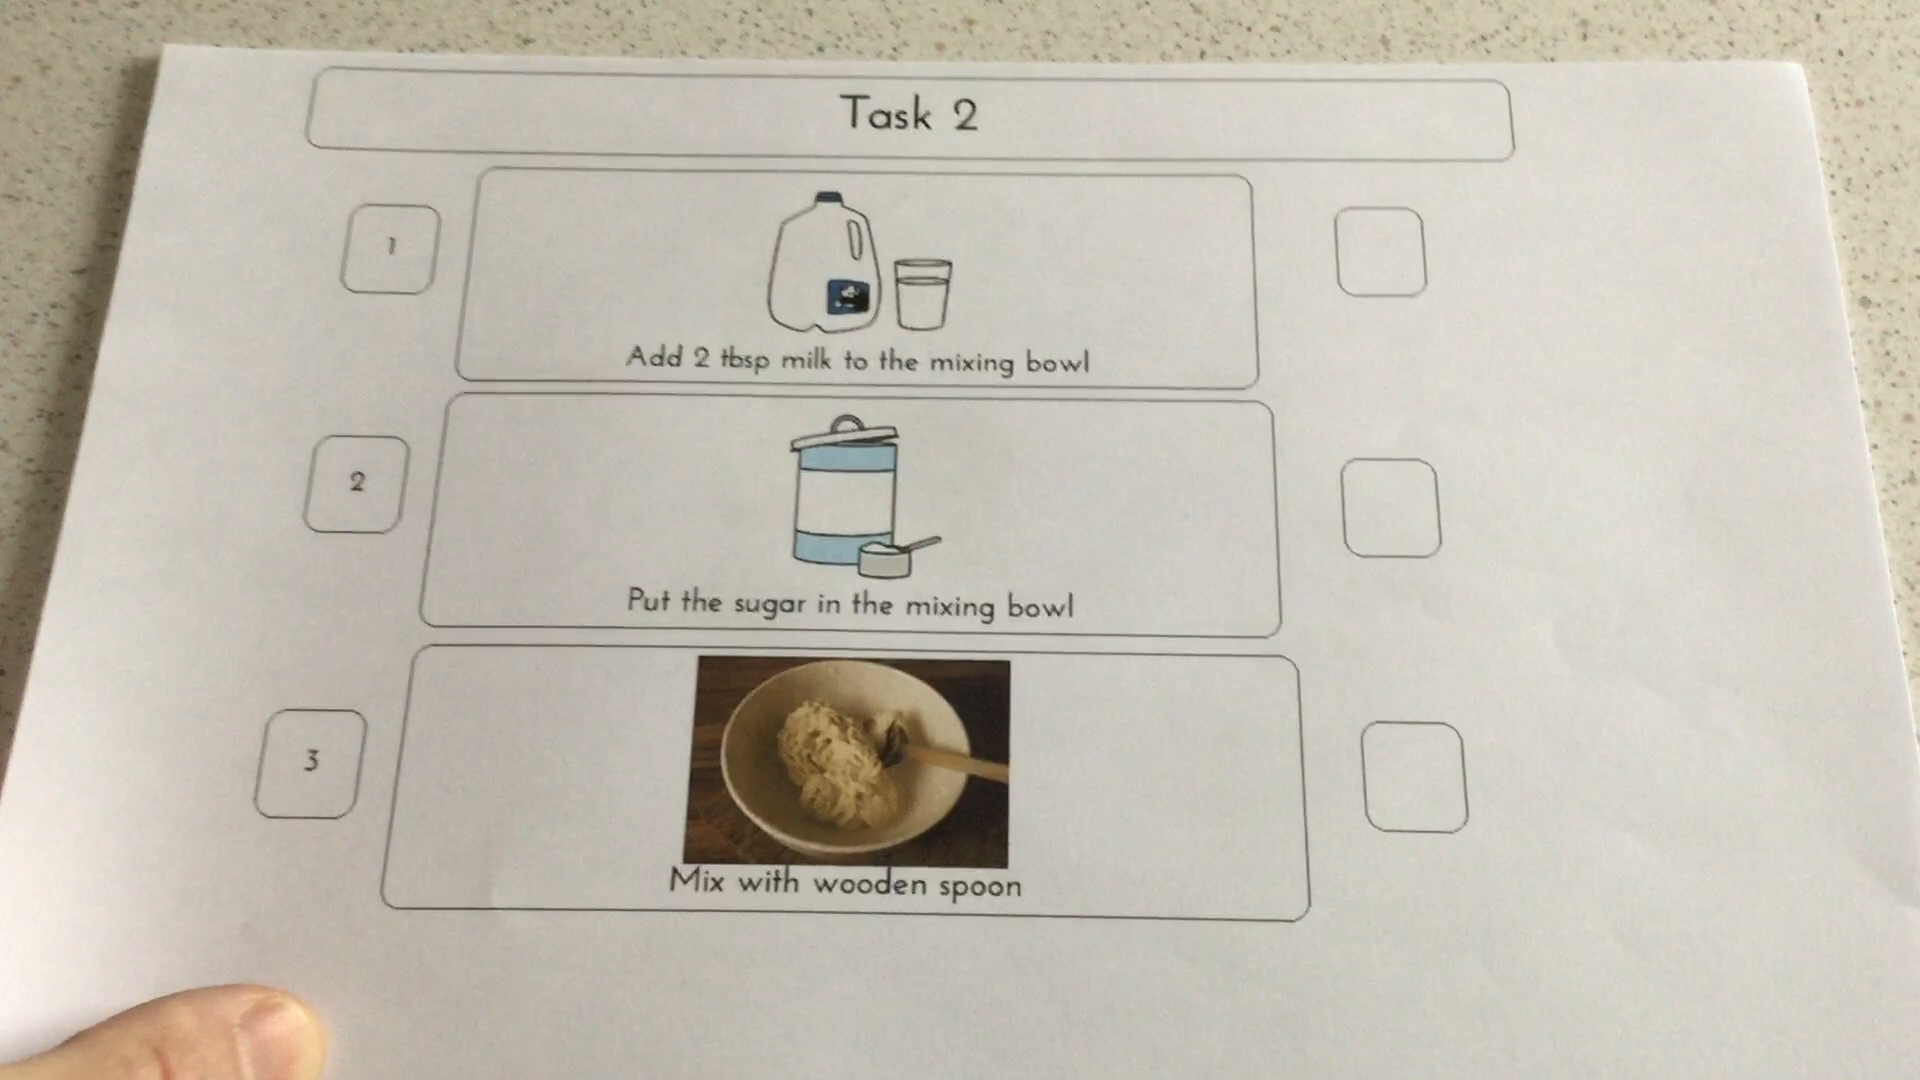 Task 2
1
Add 2 tbsp milk to the mixing bowl
2
Put the sugar in the mixing bowl
3
Mix with wooden spoon